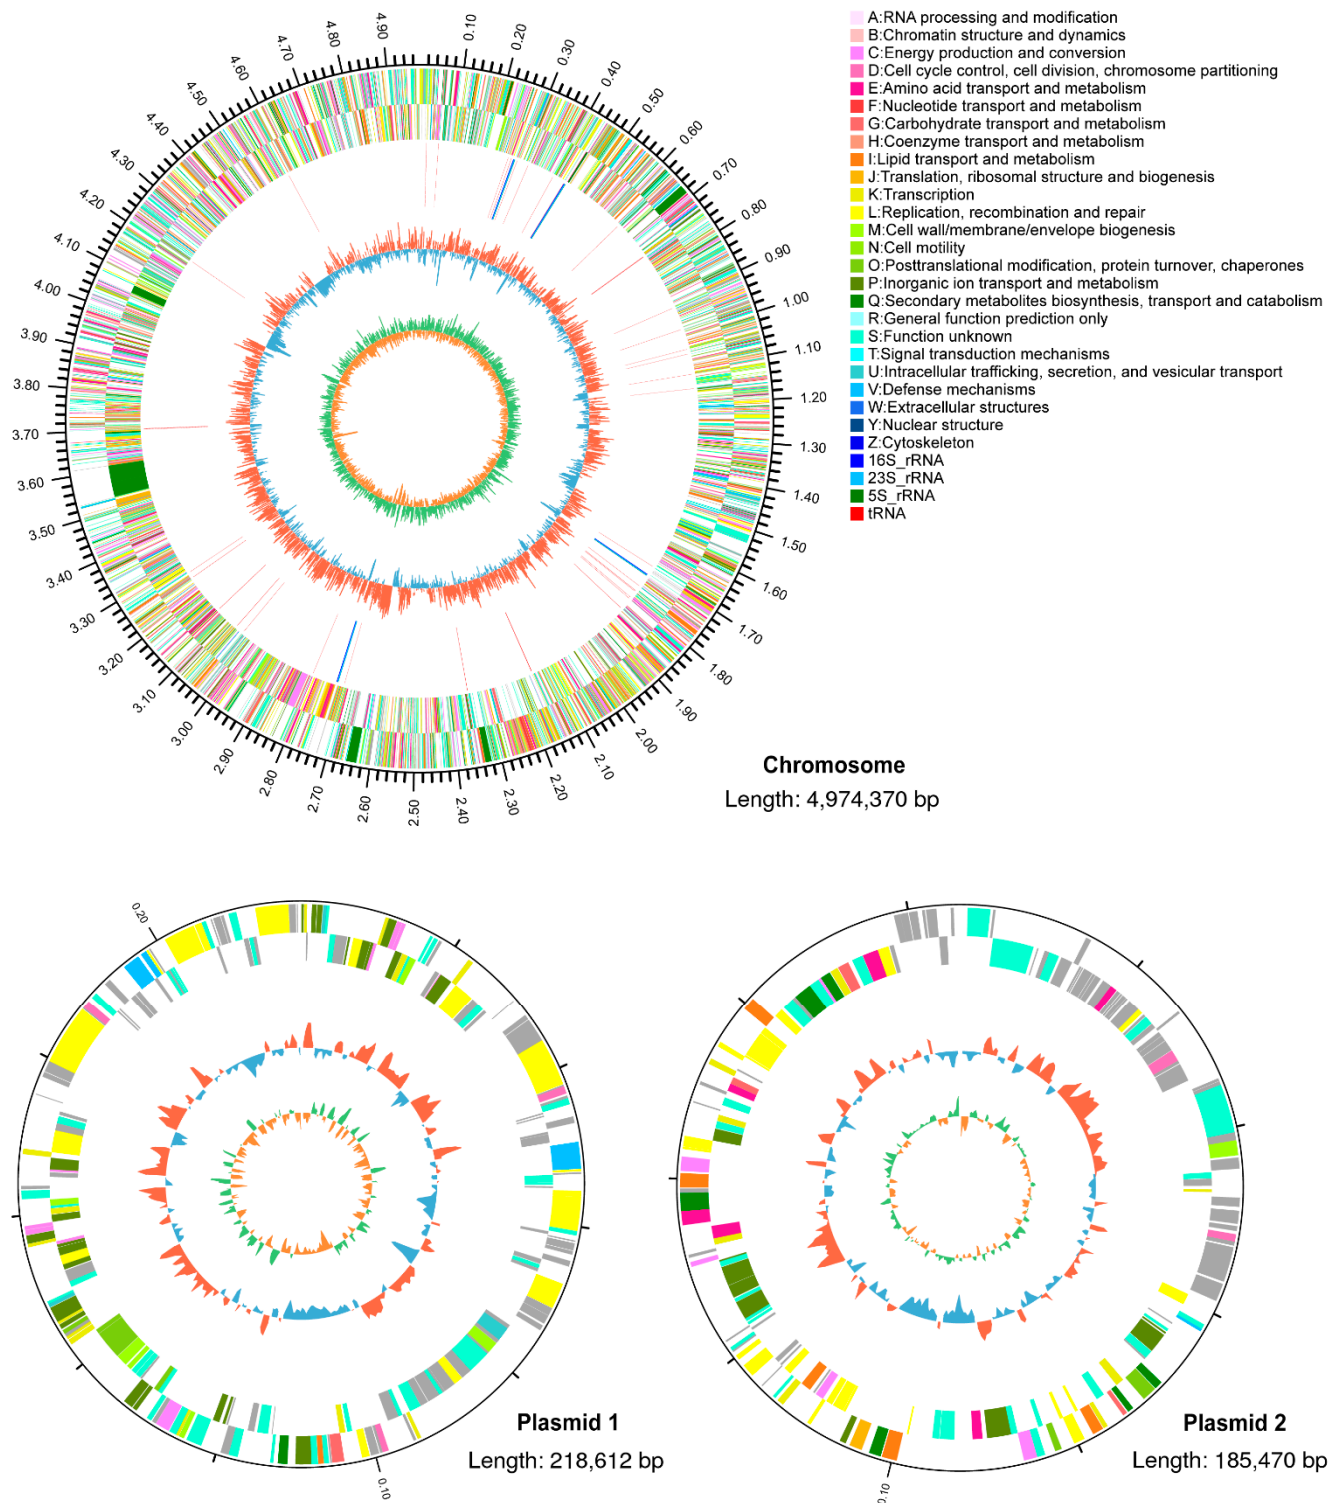 4.90
0.10
0.20
0.30
0.40
0.50
0.60
0.70
0.80
0.90
1.00
1.10
1.20
1.30
1.40
1.50
1.60
1.70
1.80
1.90
2.00
2.10
2.20
2.30
2.40
2.50
2.60
2.70
2.80
2.90
3.00
3.10
3.20
3.30
3.40
3.50
3.60
3.70
3.80
3.90
4.00
4.10
4.20
4.30
4.40
4.50
4.60
4.70
4.80
A:RNA processing and modification
B:Chromatin structure and dynamics
C:Energy production and conversion
D:Cell cycle control, cell division, chromosome partitioning
E:Amino acid transport and metabolism
F:Nucleotide transport and metabolism
G:Carbohydrate transport and metabolism
H:Coenzyme transport and metabolism
I:Lipid transport and metabolism
J:Translation, ribosomal structure and biogenesis
K:Transcription
L:Replication, recombination and repair
M:Cell wall/membrane/envelope biogenesis
N:Cell motility
O:Posttranslational modification, protein turnover, chaperones
P:Inorganic ion transport and metabolism
Q:Secondary metabolites biosynthesis, transport and catabolism
R:General function prediction only
S:Function unknown
T:Signal transduction mechanisms
U:Intracellular trafficking, secretion, and vesicular transport
V:Defense mechanisms
W:Extracellular structures
Y:Nuclear structure
Z:Cytoskeleton
16S_rRNA
23S_rRNA
5S_rRNA
tRNA
Chromosome
Length: 4,974,370 bp
0.20
0.10
Plasmid 1
Length: 218,612 bp
0.10
Plasmid 2
Length: 185,470 bp